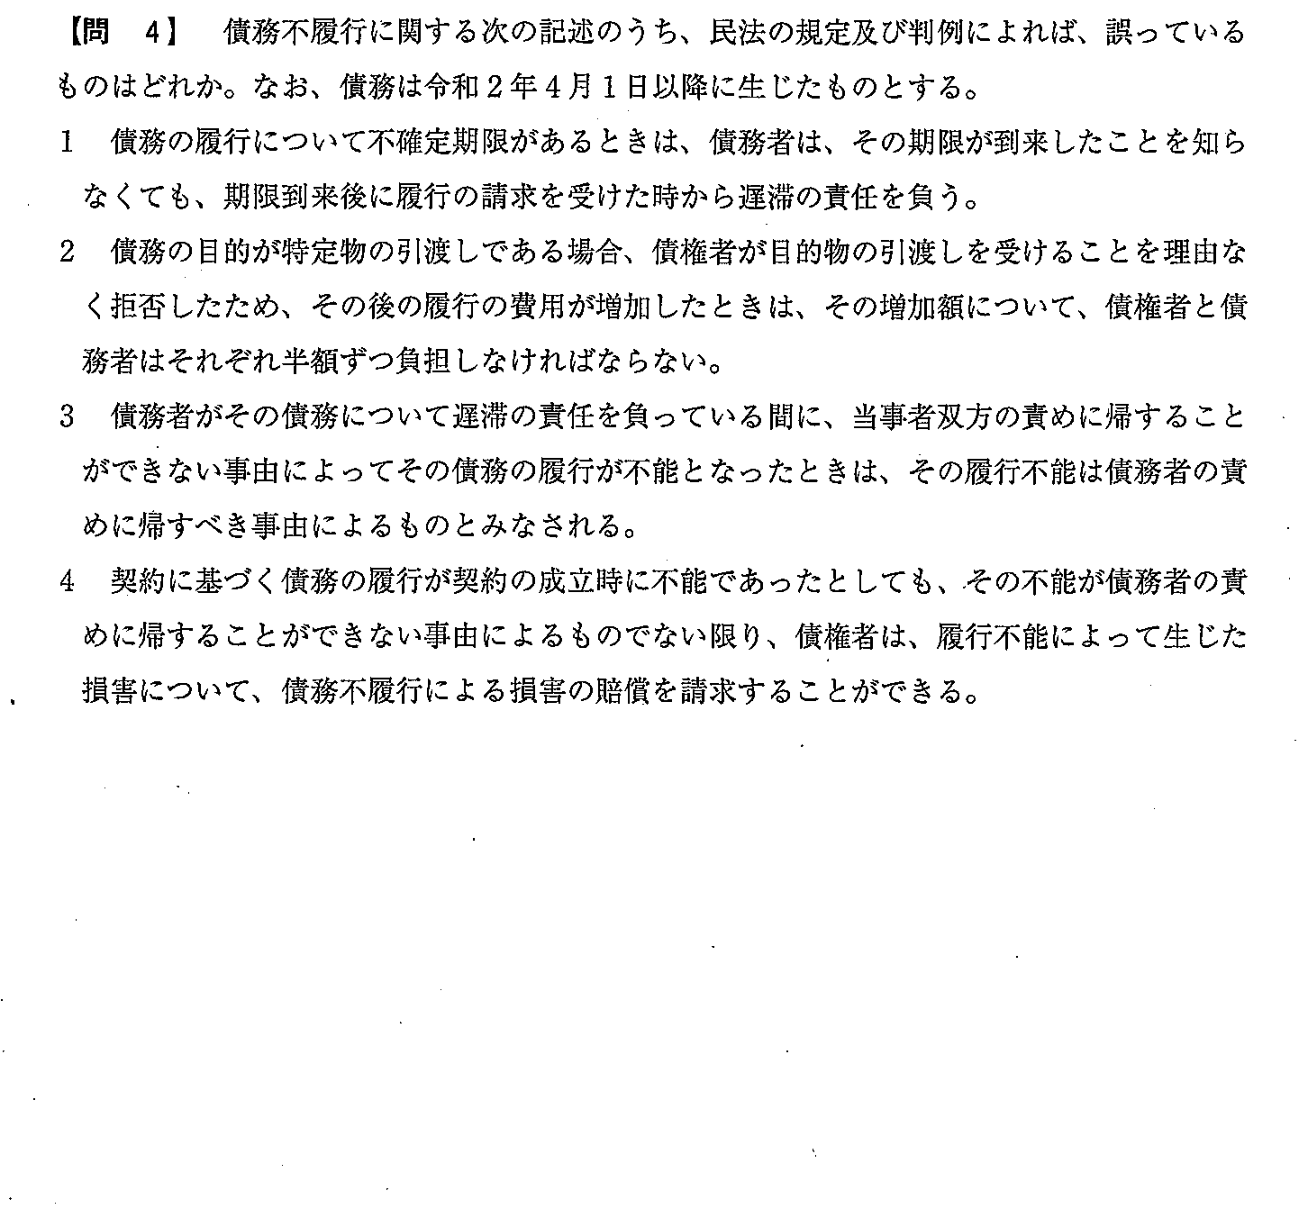 【問　4】　債務不履行に関する次の記述のうち、民法の規定及び判例によれば、誤っている
ものはどれか。なお、債務は令和2年4月1日以降に生じたものとする。
1　債務の履行について不確定期限があるときは、債務者は、その期限が到来したことを知ら
なくても、期限到来後に履行の請求を受けた時から遅滞の責任を負う。
2　債務の目的が特定物の引渡しである場合、債権者が目的物の引渡しを受けることを理由な
く拒否したため、その後の履行の費用が増加したときは、その増加額について、債権者と債
務者はそれぞれ半額ずつ負担しなければならない。
3　債務者がその債務について遅滞の責任を負っている間に、当事者双方の責めに帰すること
ができない事由によってその債務の履行が不能となったときは、その履行不能は債務者の責
めに帰すべき事由によるものとみなされる。
4　契約に基づく債務の履行が契約の成立時に不能であったとしても、その不能が債務者の責
めに帰することができない事由によるものでない限り、債権者は、履行不能によって生じた
損害について、債務不履行による損害の賠償を請求することができる。